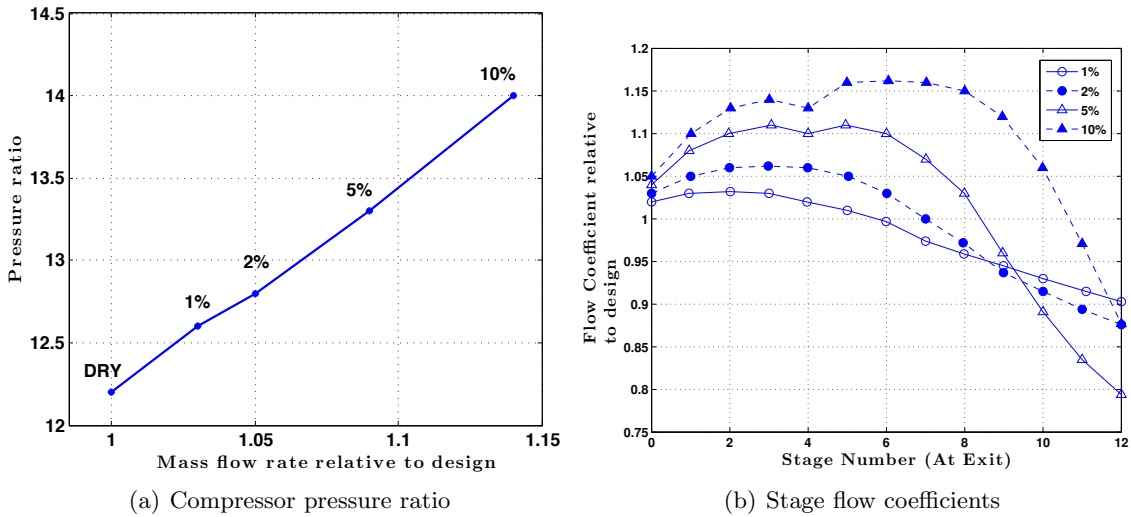 14.5
14
13.5
13
12.5
12
Pressure ratio
DRY
1%
2%
5%
10%
1 1.05 1.1 1.15
Mass flow rate relative to design
(a) Compressor pressure ratio
1.2
1.15
1.1
1.05
1
0.95
0.9
0.85
0.8
0.75
Flow Coefficient relative
to design
1%
2%
5%
10%
0 2 4 6 8 10 12
Stage Number (At Exit)
(b) Stage flow coefficients